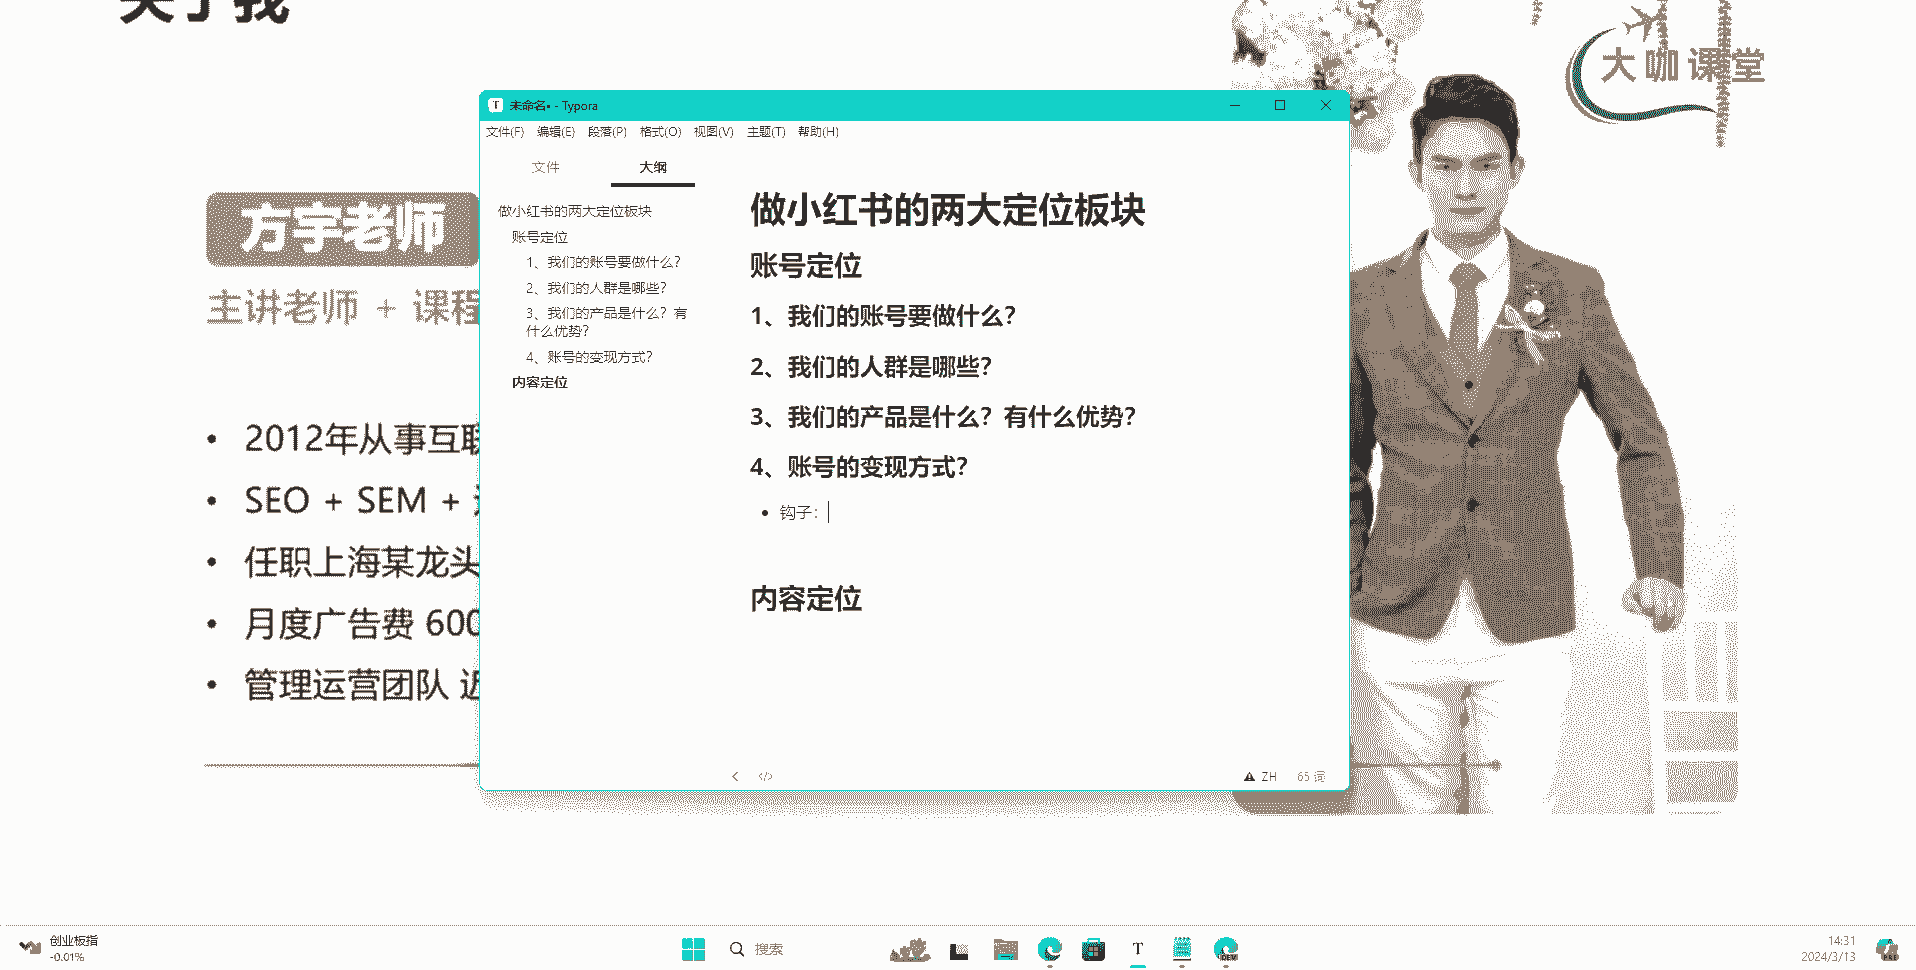 关于我
大咖课堂
方宇老师
主讲老师 + 课程
2012年从事互联
SEO + SEM +
任职上海某龙头
月度广告费 600
管理运营团队 近
未命名• - Typora
文件(F) 编辑(E) 段落(P) 格式(O) 视图(V) 主题(T) 帮助(H)
文件 大纲
做小红书的两大定位板块
账号定位
1、我们的账号要做什么?
2、我们的人群是哪些?
3、我们的产品是什么？有
什么优势?
4、账号的变现方式?
内容定位
做小红书的两大定位板块
账号定位
1、我们的账号要做什么?
2、我们的人群是哪些?
3、我们的产品是什么？有什么优势?
4、账号的变现方式?
钩子：
内容定位
</> ZH 65 词
创业板指
-0.01%
搜索
14:31
2024/3/13